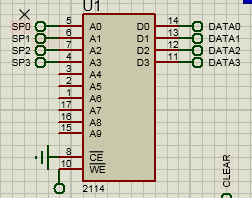 U1
SP0 5 A0 D0 14 DATA0
SP1 6 A1 D1 13 DATA1
SP2 7 A2 D2 12 DATA2
SP3 4 A3 D3 11 DATA3
3 A4
2 A5
1 A6
17 A7
16 A8
15 A9
8 CE
10 WE
2114
CLEAR